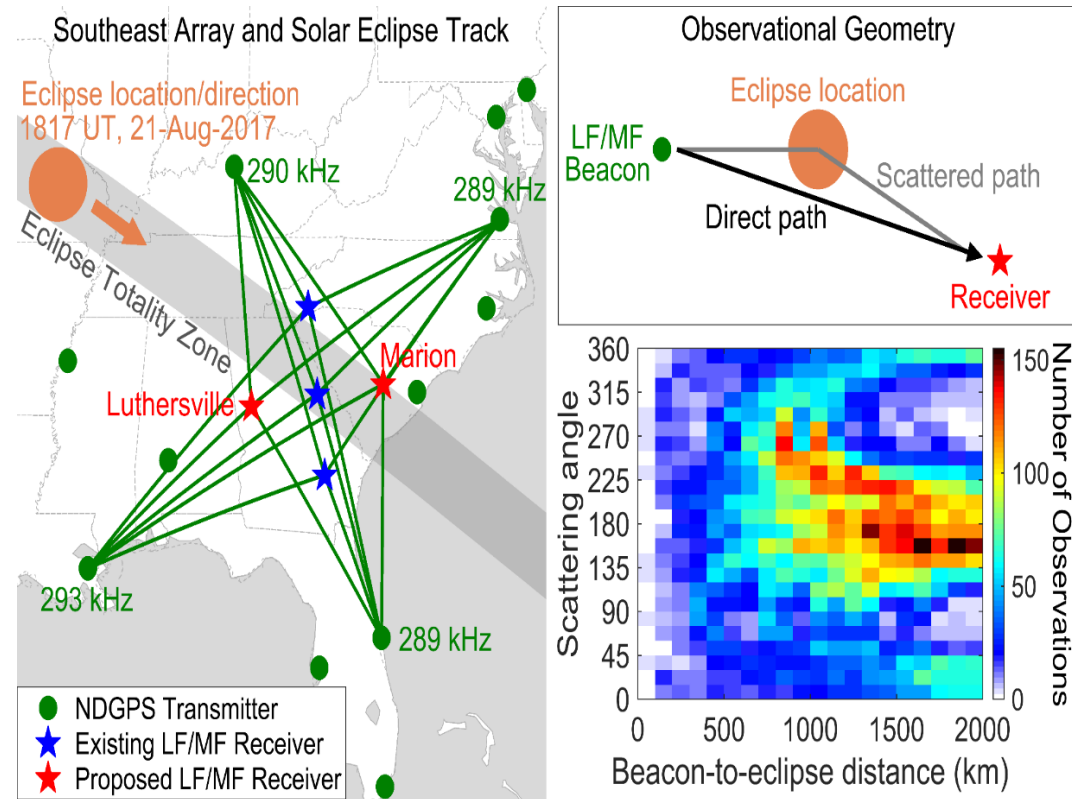 Southeast Array and Solar Eclipse Track
Eclipse location/direction
1817 UT, 21-Aug-2017
290 kHz
289 kHz
Eclipse Totality Zone
Marion
Luthersville
293 kHz
289 kHz
NDGPS Transmitter
Existing LF/MF Receiver
Proposed LF/MF Receiver
Observational Geometry
Eclipse location
LF/MF
Beacon
Scattered path
Direct path
Receiver
Scattering angle
360
315
270
225
180
135
90
45
0
0
500
1000
1500
2000
Beacon-to-eclipse distance (km)
150
100
50
0
Number of Observations